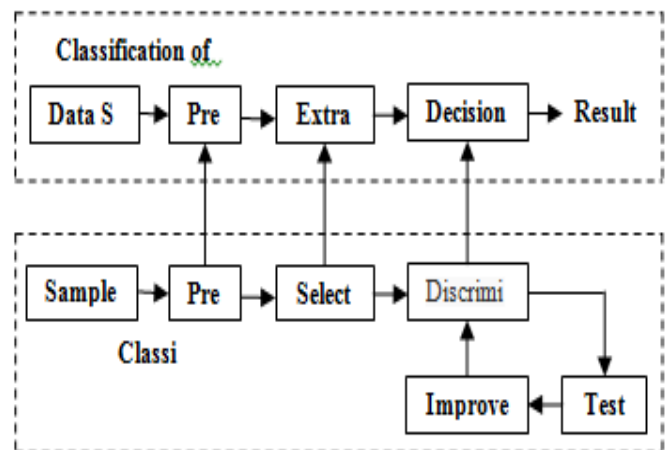 Classification of
Data S
Pre
Extra
Decision
Result
Sample
Pre
Select
Discrimi
Classi
Improve
Test